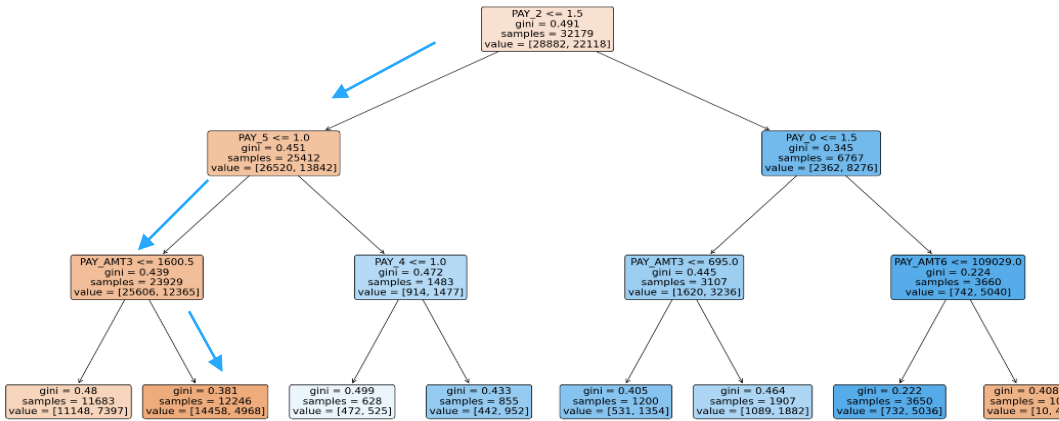 PAY_2 <= 1.5
gini = 0.491
samples = 32179
value = [28882, 22118]
PAY_5 <= 1.0
gini = 0.451
samples = 25412
value = [26520, 13842]
PAY_0 <= 1.5
gini = 0.345
samples = 6767
value = [2362, 8276]
PAY_AMT3 <= 1600.5
gini = 0.439
samples = 23929
value = [25606, 12365]
PAY_4 <= 1.0
gini = 0.472
samples = 1483
value = [914, 1477]
PAY_AMT3 <= 695.0
gini = 0.445
samples = 3107
value = [1620, 3236]
PAY_AMT6 <= 109029.0
gini = 0.224
samples = 3660
value = [742, 5040]
gini = 0.48
samples = 11683
value = [11148, 7397]
gini = 0.381
samples = 12246
value = [14458, 4968]
gini = 0.499
samples = 628
value = [472, 525]
gini = 0.433
samples = 855
value = [442, 952]
gini = 0.405
samples = 1200
value = [531, 1354]
gini = 0.464
samples = 1907
value = [1089, 1882]
gini = 0.222
samples = 3650
value = [732, 5036]
gini = 0.408
samples = 10
value = [10, 4